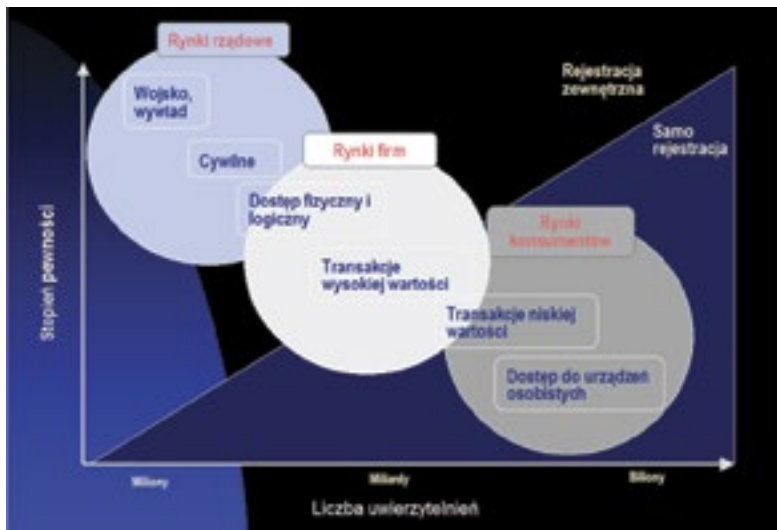 Rynki rządowe
Wojsko,
wywiad
Cywilne
Rynki firm
Dostęp fizyczny i
logiczny
Transakcje
wysokiej wartości
Rynki
konsumentów
Transakcje niskiej
wartości
Dostęp do urządzeń
osobistych
Rejestracja
zewnętrzna
Samo
rejestracja
Stopień pewności
Miliony
Miliardy
Biliony
Liczba uwierzytelnień